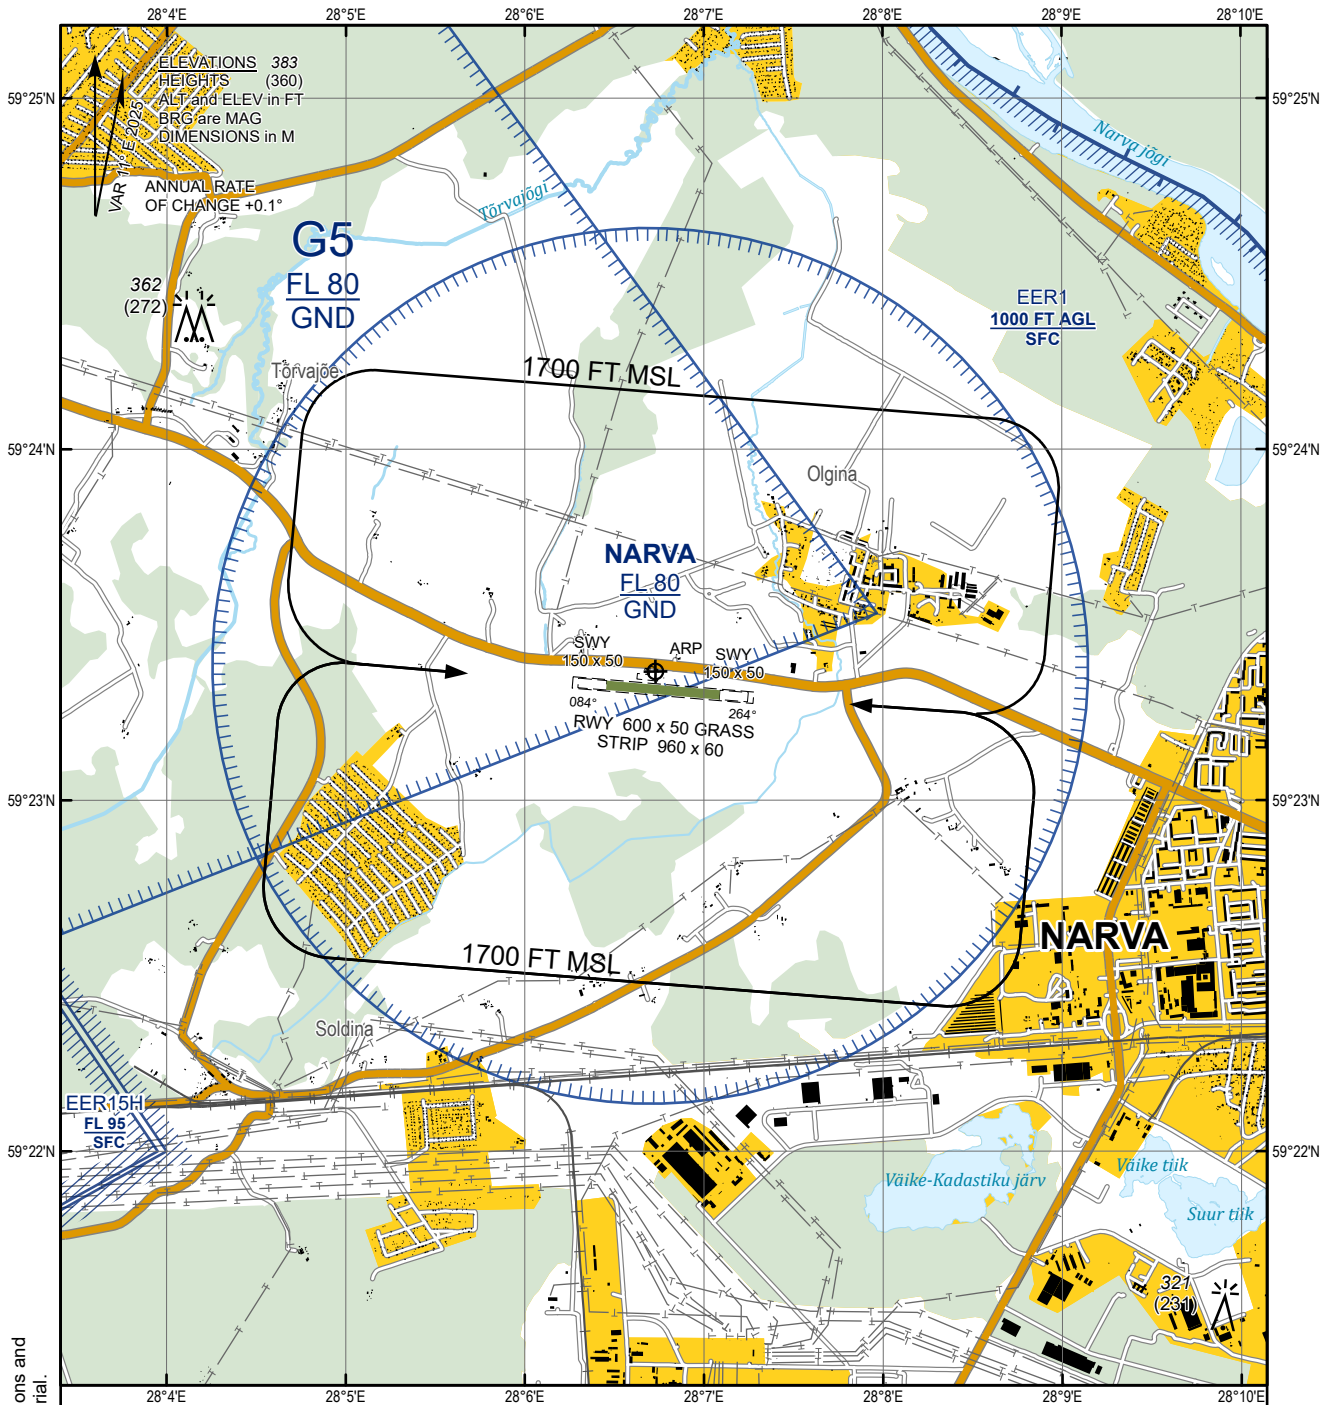 28°4'E
28°5'E
28°6'E
28°7'E
28°8'E
28°9'E
28°10'E
ELEVATIONS 383
HEIGHTS (360)
ALT and ELEV in FT
BRG are MAG
DIMENSIONS in M
VAR 11° E 2025
ANNUAL RATE
OF CHANGE +0.1°
59°25'N
59°25'N
Narva jõgi
Tõrvajõgi
G5
FL 80
GND
362
(272)
EER1
1000 FT AGL
SFC
Tõrvajõe
1700 FT MSL
59°24'N
59°24'N
Olgina
NARVA
FL 80
GND
SWY
150 x 50
ARP
SWY
150 x 50
084°
264°
RWY 600 x 50 GRASS
STRIP 960 x 60
59°23'N
59°23'N
NARVA
1700 FT MSL
Soldina
EER15H
FL 95
SFC
59°22'N
59°22'N
Väike-Kadastiku järv
Väike tiik
Suur tiik
321
(231)
ons and
rial.
28°4'E
28°5'E
28°6'E
28°7'E
28°8'E
28°9'E
28°10'E